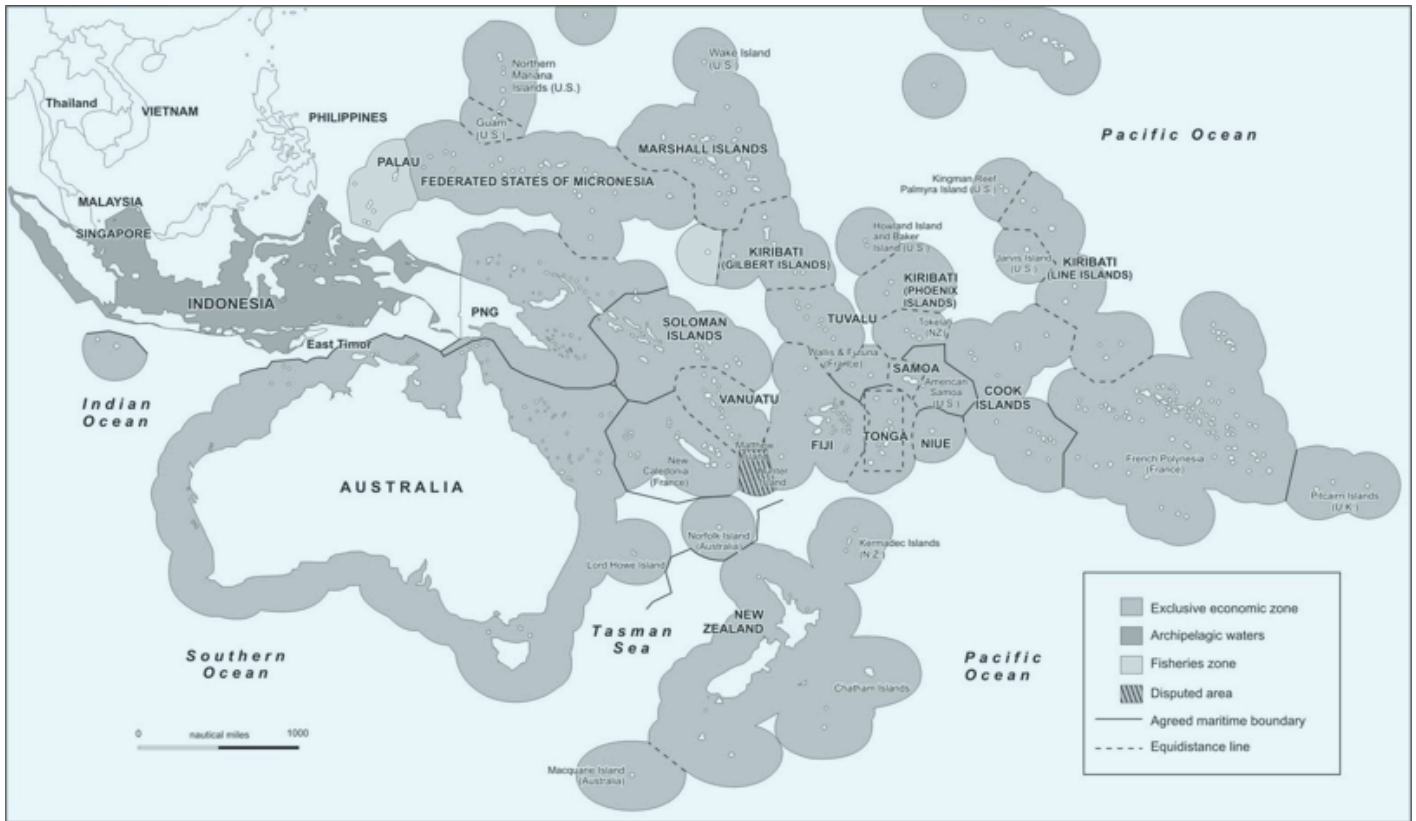 Northern
Mariana
Islands (U.S.)
Wake Island
(U.S.)
Thailand
VIETNAM
PHILIPPINES
Guam
(U.S.)
Pacific Ocean
MARSHALL ISLANDS
PALAU
FEDERATED STATES OF MICRONESIA
Kingman Reef
Palmyra Island (U.S.)
MALAYSIA
SINGAPORE
Howland Island
and Baker
Island (U.S.)
KIRIBATI
(GILBERT ISLANDS)
Jarvis Island
(U.S.)
KIRIBATI
(LINE ISLANDS)
KIRIBATI
(PHOENIX
ISLANDS)
INDONESIA
PNG
SOLOMAN
ISLANDS
TUVALU
Tokelau
(NZ)
East Timor
Wallis & Futuna
(France)
SAMOA
American
Samoa
(U.S.)
COOK
ISLANDS
Indian
Ocean
VANUATU
FIJI
TONGA
NIUE
Matthew
New
Caledonia
(France)
Hunter
Island
French Polynesia
(France)
AUSTRALIA
Pitcairn Islands
(U.K.)
Norfolk Island
(Australia)
Kermadec Islands
(N.Z.)
Lord Howe Island
NEW
ZEALAND
Tasman
Sea
Southern
Ocean
Pacific
Ocean
Chatham Islands
0 nautical miles 1000
Macquarie Island
(Australia)
Exclusive economic zone
Archipelagic waters
Fisheries zone
Disputed area
Agreed maritime boundary
Equidistance line